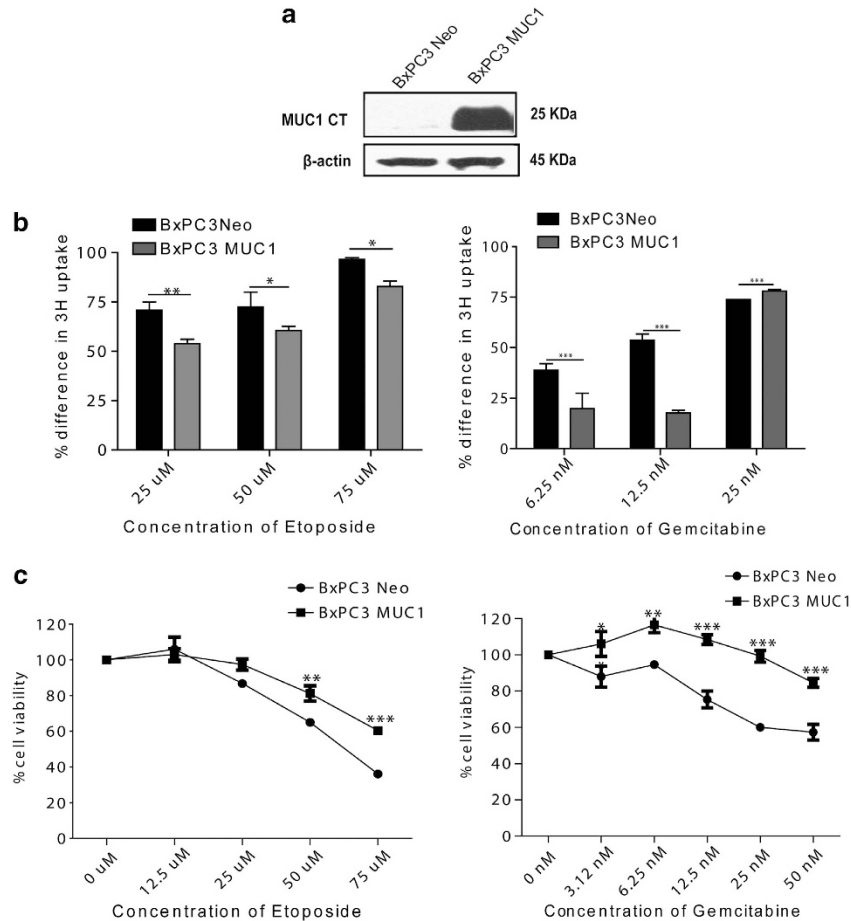 a
BxPC3 Neo
BxPC3 MUC1
MUC1 CT
25 KDa
β-actin
45 KDa
b
BxPC3Neo
BxPC3 MUC1
% difference in 3H uptake
100
75
50
25
0
**
*
*
25 uM
50 uM
75 uM
Concentration of Etoposide
BxPC3Neo
BxPC3 MUC1
% difference in 3H uptake
100
75
50
25
0
***
***
***
6.25 nM
12.5 nM
25 nM
Concentration of Gemcitabine
c
BxPC3 Neo
BxPC3 MUC1
%cell viability
120
100
80
60
40
20
0
**
***
0 uM
12.5 uM
25 uM
50 uM
75 uM
Concentration of Etoposide
BxPC3 Neo
BxPC3 MUC1
%cell viability
120
100
80
60
40
20
0
*
**
***
***
***
*
0 nM
3.12 nM
6.25 nM
12.5 nM
25 nM
50 nM
Concentration of Gemcitabine